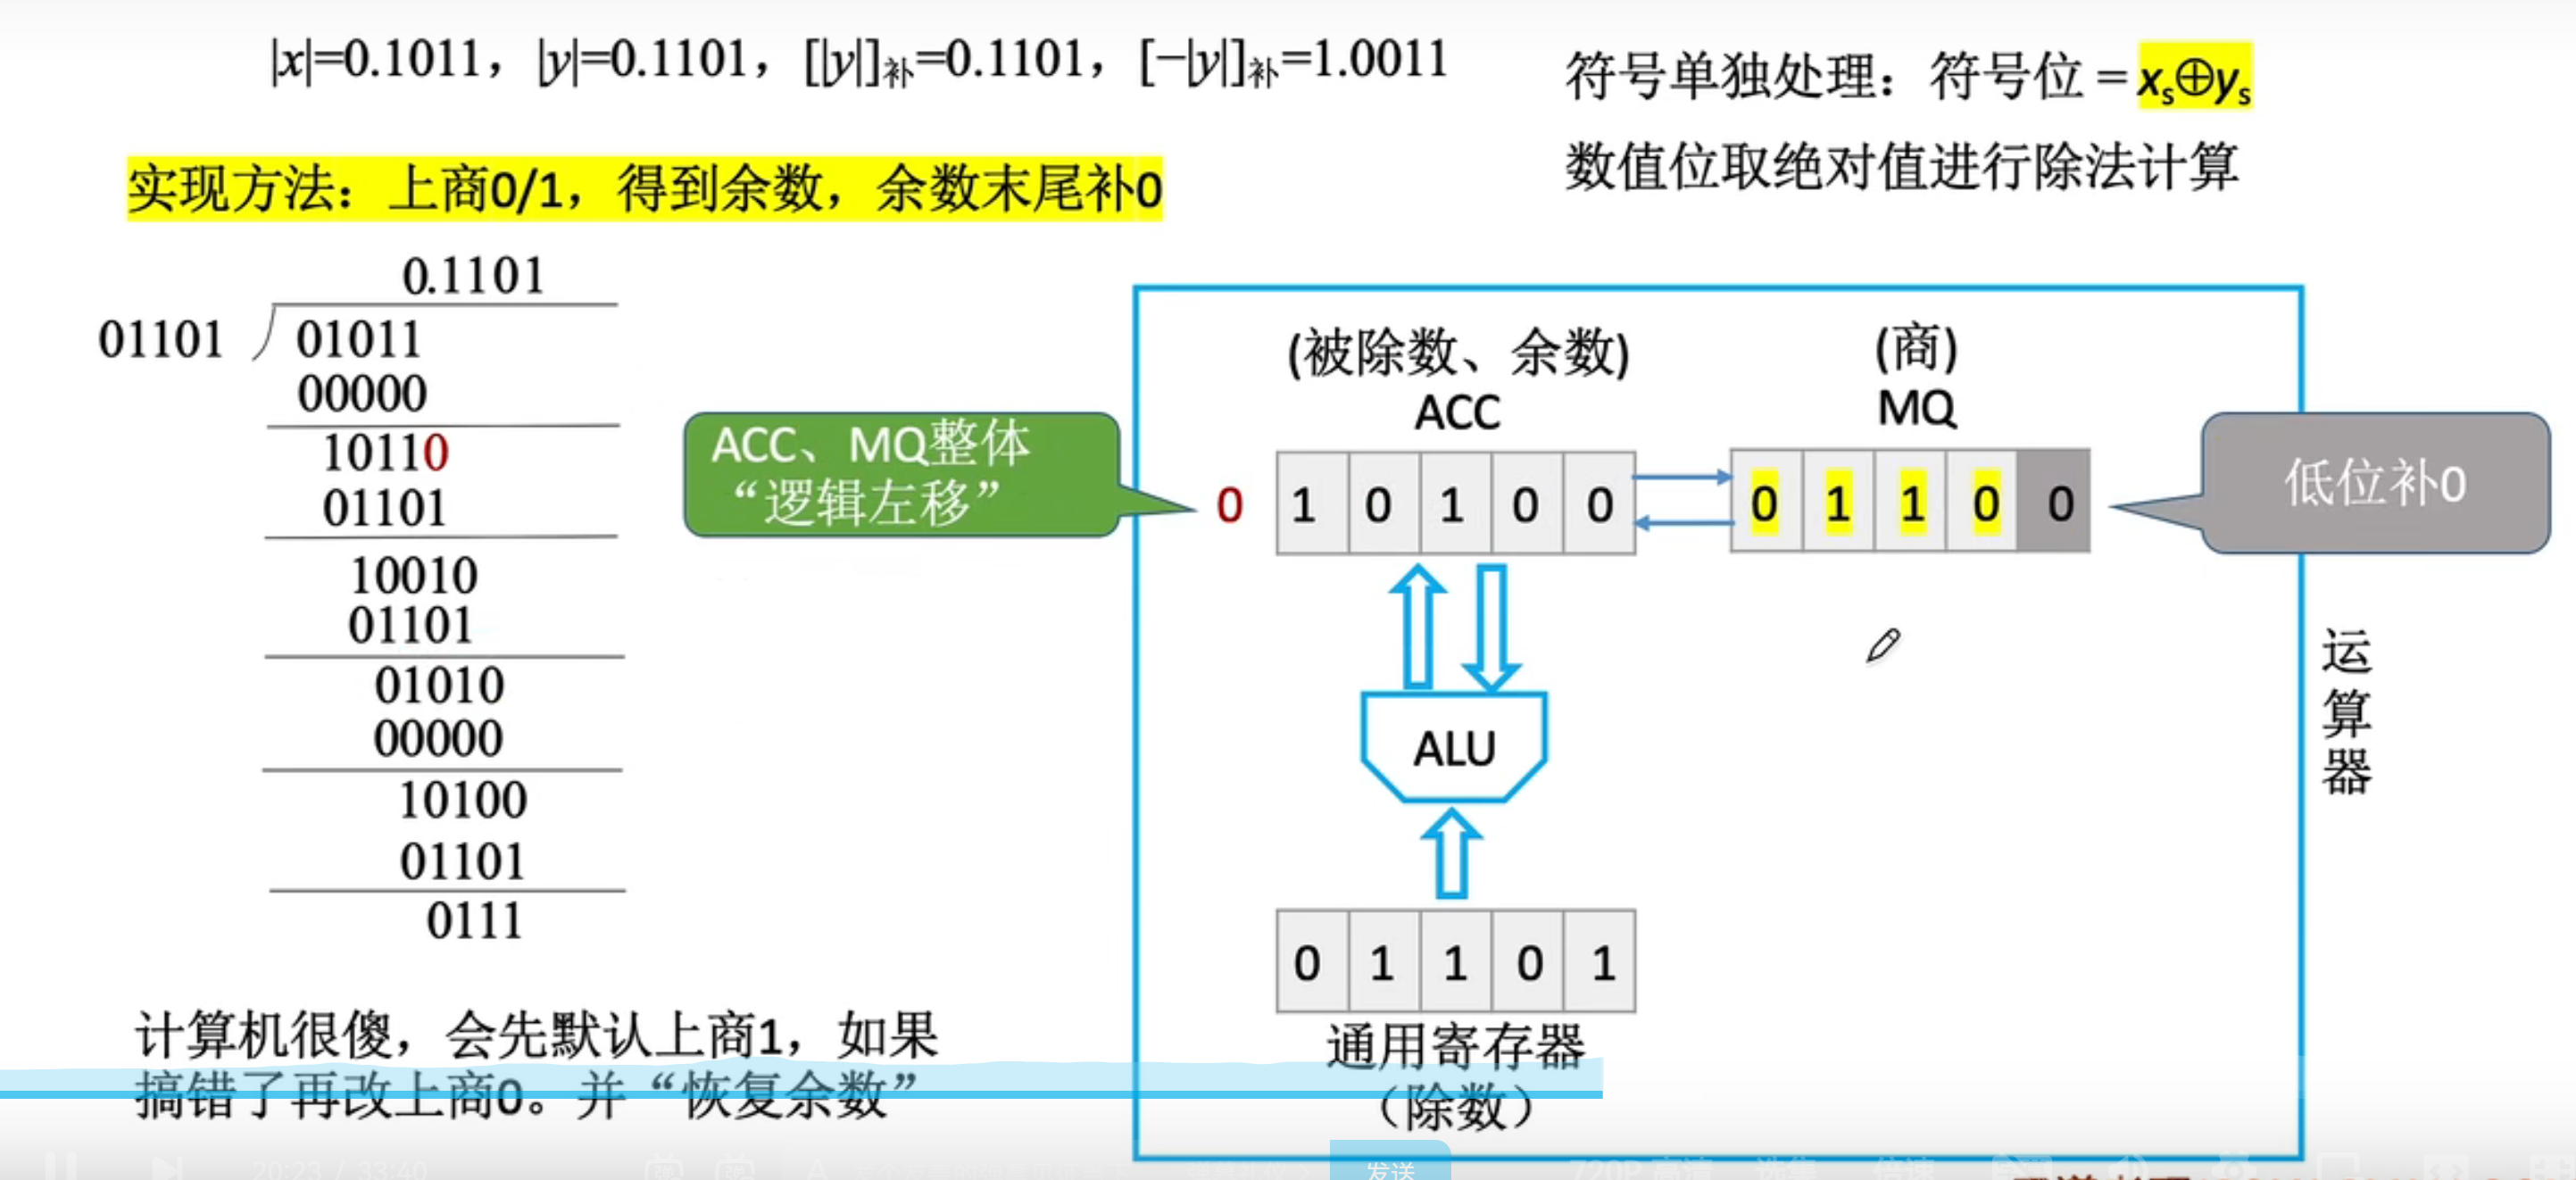 |x|=0.1011，|y|=0.1101，[|y|]补=0.1101，[−|y|]补=1.0011
符号单独处理：符号位 = xs⊕ys
数值位取绝对值进行除法计算
实现方法：上商0/1，得到余数，余数末尾补0
0.1101
01101
01011
00000
10110
01101
10010
01101
01010
00000
10100
01101
0111
计算机很傻，会先默认上商1，如果
搞错了再改上商0。并“恢复余数”
ACC、MQ整体
“逻辑左移”
(被除数、余数)
ACC
(商)
MQ
0 1 0 1 0 0
0 1 1 0 0
低位补0
ALU
0 1 1 0 1
通用寄存器
（除数）
运算器
20:23 / 33:40
发送
720P 高清
选集
倍速